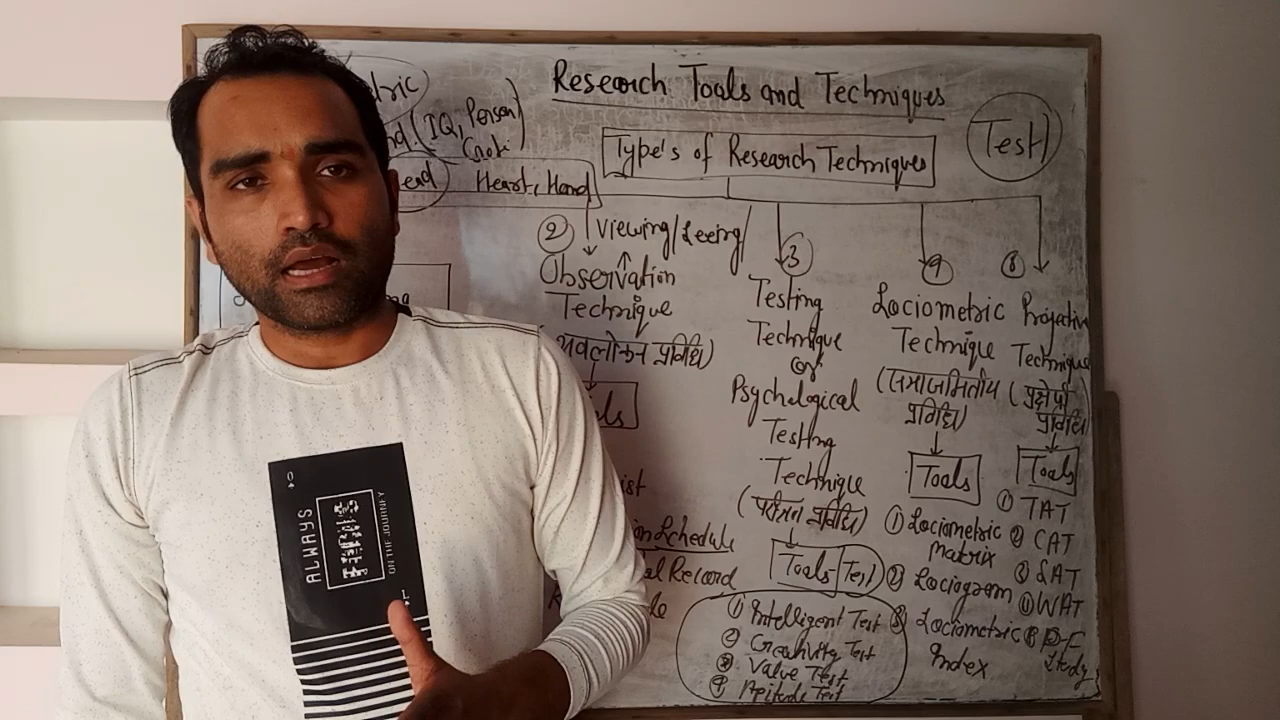 Research Tools and Techniques
Type's of Research Techniques
Test
(IQ, Person
Heart, Hand
② Viewing/Seeing
Observation
Technique
अवलोकन प्रविधि)
③
Testing
Technique
or
Psychological
Testing
Technique
(परीक्षण प्रविधि)
Tools-Test
① Intelligent Test
② Creativity Test
③ Value Test
④ Aptitude Test
Schedule
Record
४
Sociometric
Technique
(समाजमितीय
प्रविधि)
Tools
① Sociometric
Matrix
② Sociogram
③ Sociometric
Index
Projective
Technique
(प्रक्षेपी
प्रविधि)
Tools
① TAT
② CAT
③ SAT
④ WAT
P-F
Study
ALWAYS
ON THE JOURNEY